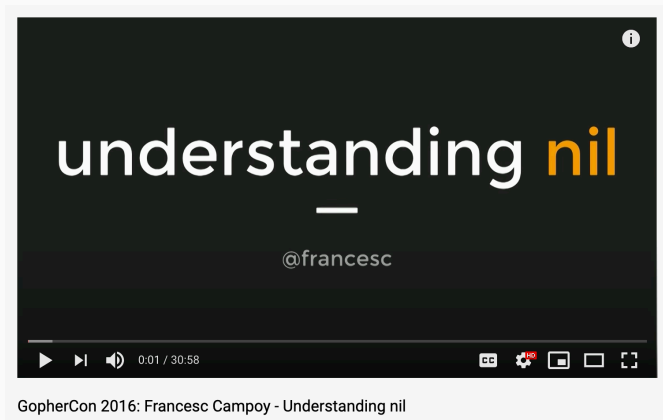 understanding nil
@francesc
0:01 / 30:58
CC
HD
GopherCon 2016: Francesc Campoy - Understanding nil